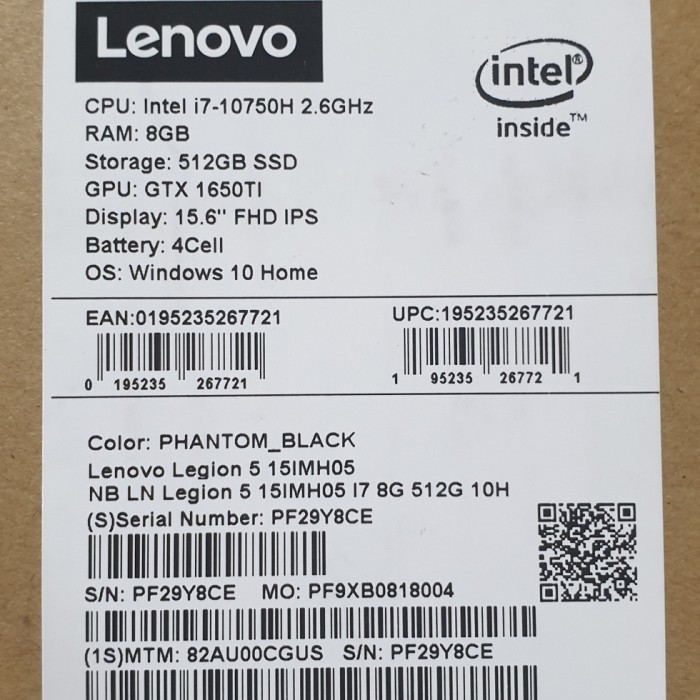 Lenovo
intel®
inside™
CPU: Intel i7-10750H 2.6GHz
RAM: 8GB
Storage: 512GB SSD
GPU: GTX 1650TI
Display: 15.6" FHD IPS
Battery: 4Cell
OS: Windows 10 Home
EAN:0195235267721
0 195235 267721
UPC:195235267721
1 95235 26772 1
Color: PHANTOM_BLACK
Lenovo Legion 5 15IMH05
NB LN Legion 5 15IMH05 I7 8G 512G 10H
(S)Serial Number: PF29Y8CE
S/N: PF29Y8CE MO: PF9XB0818004
(1S)MTM: 82AU00CGUS S/N: PF29Y8CE